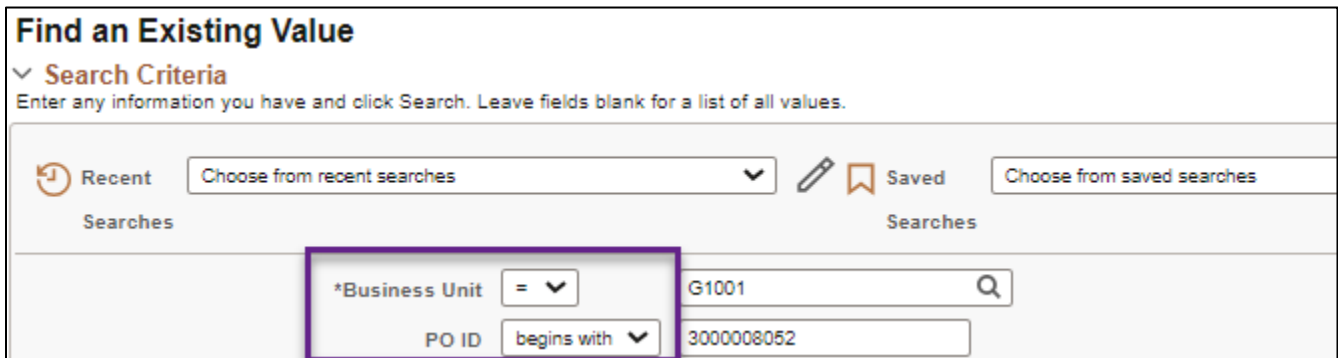 Find an Existing Value
Search Criteria
Enter any information you have and click Search. Leave fields blank for a list of all values.
Recent Choose from recent searches Saved Choose from saved searches
Searches Searches
*Business Unit = G1001
PO ID begins with 3000008052